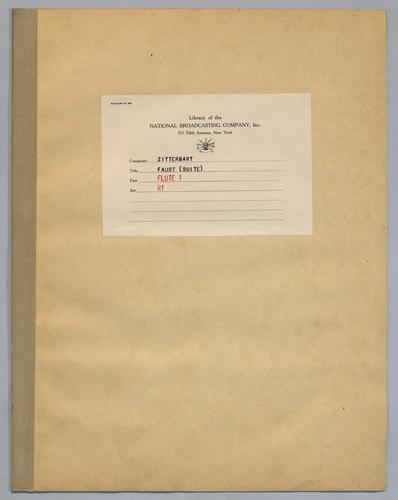 Library of the
NATIONAL BROADCASTING COMPANY, Inc.
711 Fifth Avenue, New York
Composer ZITTERBART
Title FAUST (SUITE)
Part FLUTE 1
Set R1